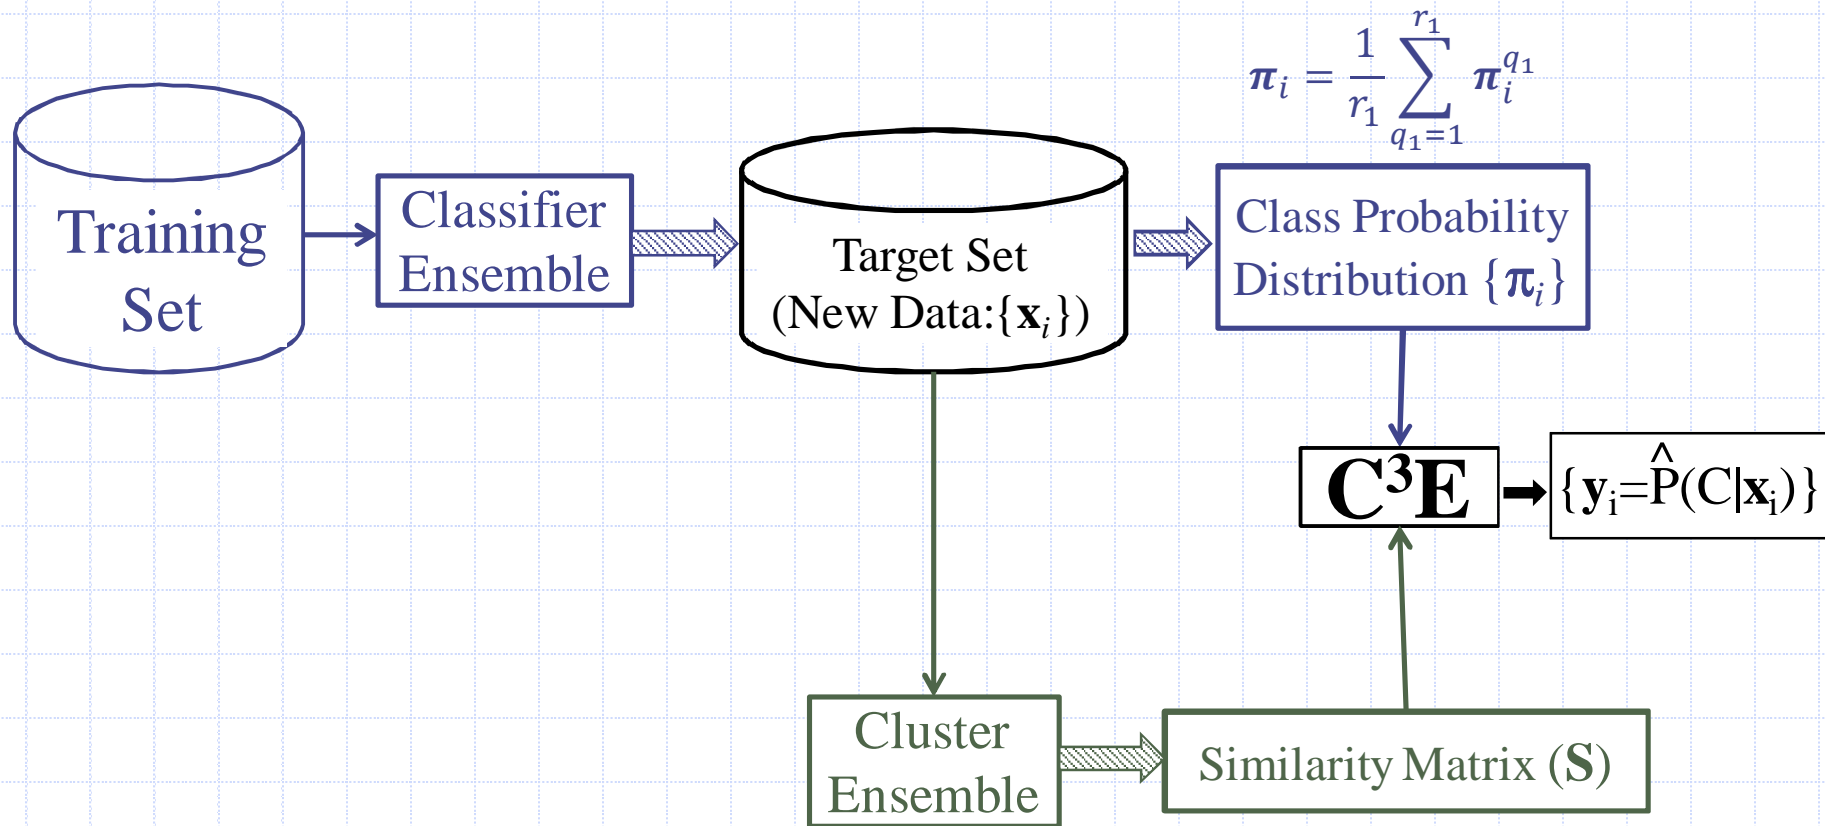 π_i = 1/r_1 ∑_{q_1=1}^{r_1} π_i^{q_1}
Training
Set
Classifier
Ensemble
Target Set
(New Data:{x_i})
Class Probability
Distribution {π_i}
C³E
{y_i=P̂(C|x_i)}
Cluster
Ensemble
Similarity Matrix (S)